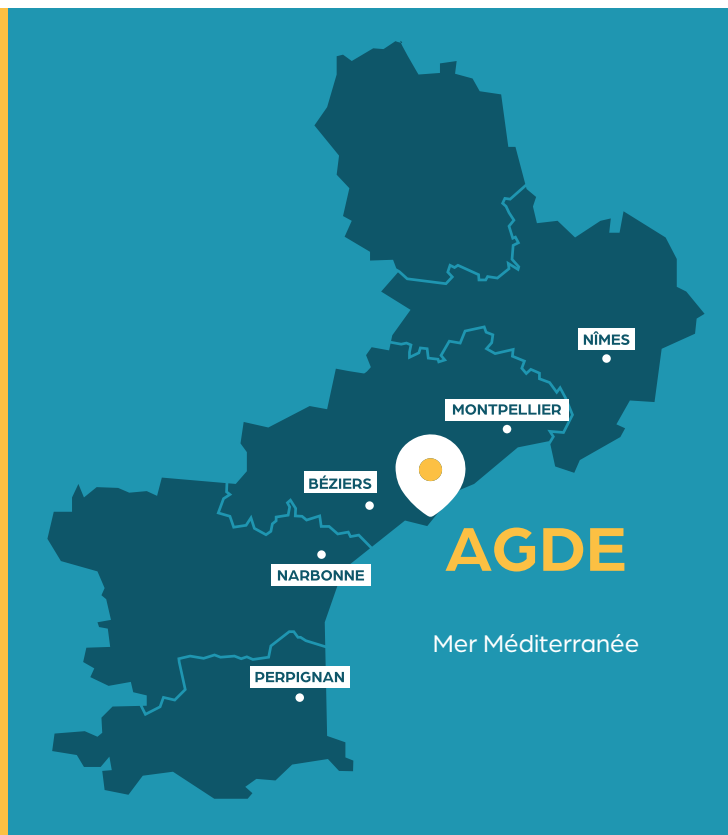 NÎMES
MONTPELLIER
BÉZIERS
AGDE
NARBONNE
Mer Méditerranée
PERPIGNAN